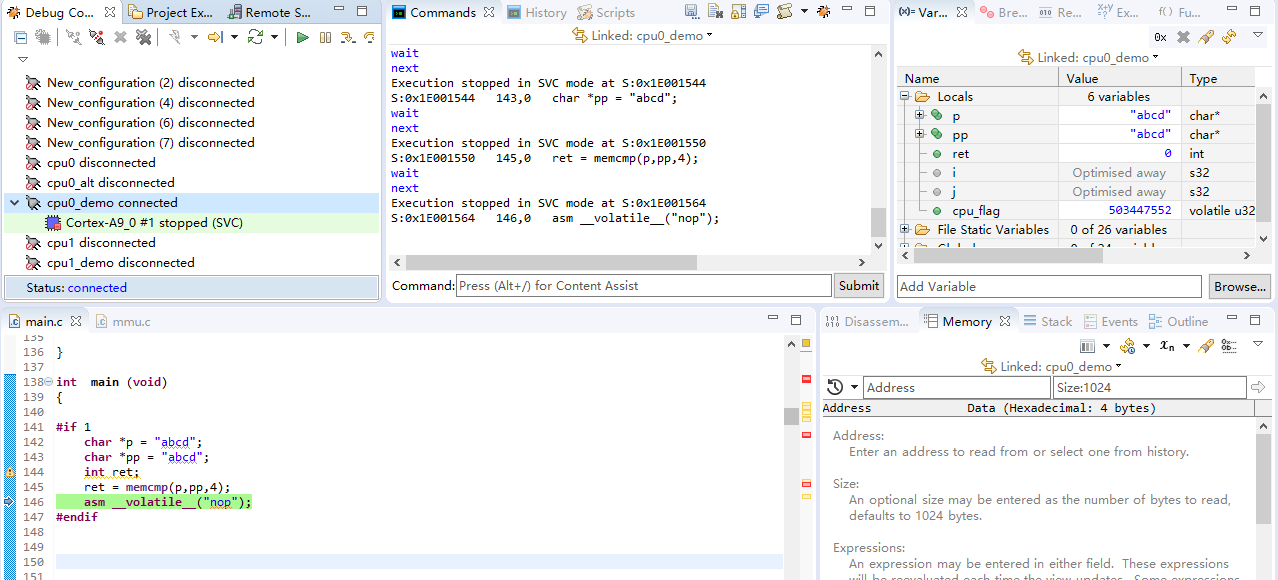 Debug Co... Project Ex... Remote S...
New_configuration (2) disconnected
New_configuration (4) disconnected
New_configuration (6) disconnected
New_configuration (7) disconnected
cpu0 disconnected
cpu0_alt disconnected
cpu0_demo connected
Cortex-A9_0 #1 stopped (SVC)
cpu1 disconnected
cpu1_demo disconnected
Status: connected
Commands History Scripts
Linked: cpu0_demo
wait
next
Execution stopped in SVC mode at S:0x1E001544
S:0x1E001544 143,0 char *pp = "abcd";
wait
next
Execution stopped in SVC mode at S:0x1E001550
S:0x1E001550 145,0 ret = memcmp(p,pp,4);
wait
next
Execution stopped in SVC mode at S:0x1E001564
S:0x1E001564 146,0 asm __volatile__("nop");
Command: Press (Alt+/) for Content Assist Submit
(x)= Var... Bre... 010 Re... Ex... f() Fu...
0x
Linked: cpu0_demo
Name Value Type
Locals 6 variables
p "abcd" char*
pp "abcd" char*
ret 0 int
i Optimised away s32
j Optimised away s32
cpu_flag 503447552 volatile u32
File Static Variables 0 of 26 variables
Add Variable Browse...
main.c mmu.c
135
136 }
137
138 int main (void)
139 {
140
141 #if 1
142 char *p = "abcd";
143 char *pp = "abcd";
144 int ret;
145 ret = memcmp(p,pp,4);
146 asm __volatile__("nop");
147 #endif
148
149
150
151
Disassem... Memory Stack Events Outline
Linked: cpu0_demo
Address Size:1024
Address Data (Hexadecimal: 4 bytes)
Address:
Enter an address to read from or select one from history.
Size:
An optional size may be entered as the number of bytes to read,
defaults to 1024 bytes.
Expressions:
An expression may be entered in either field. These expressions
will be reevaluated each time the view updates. Some expressions